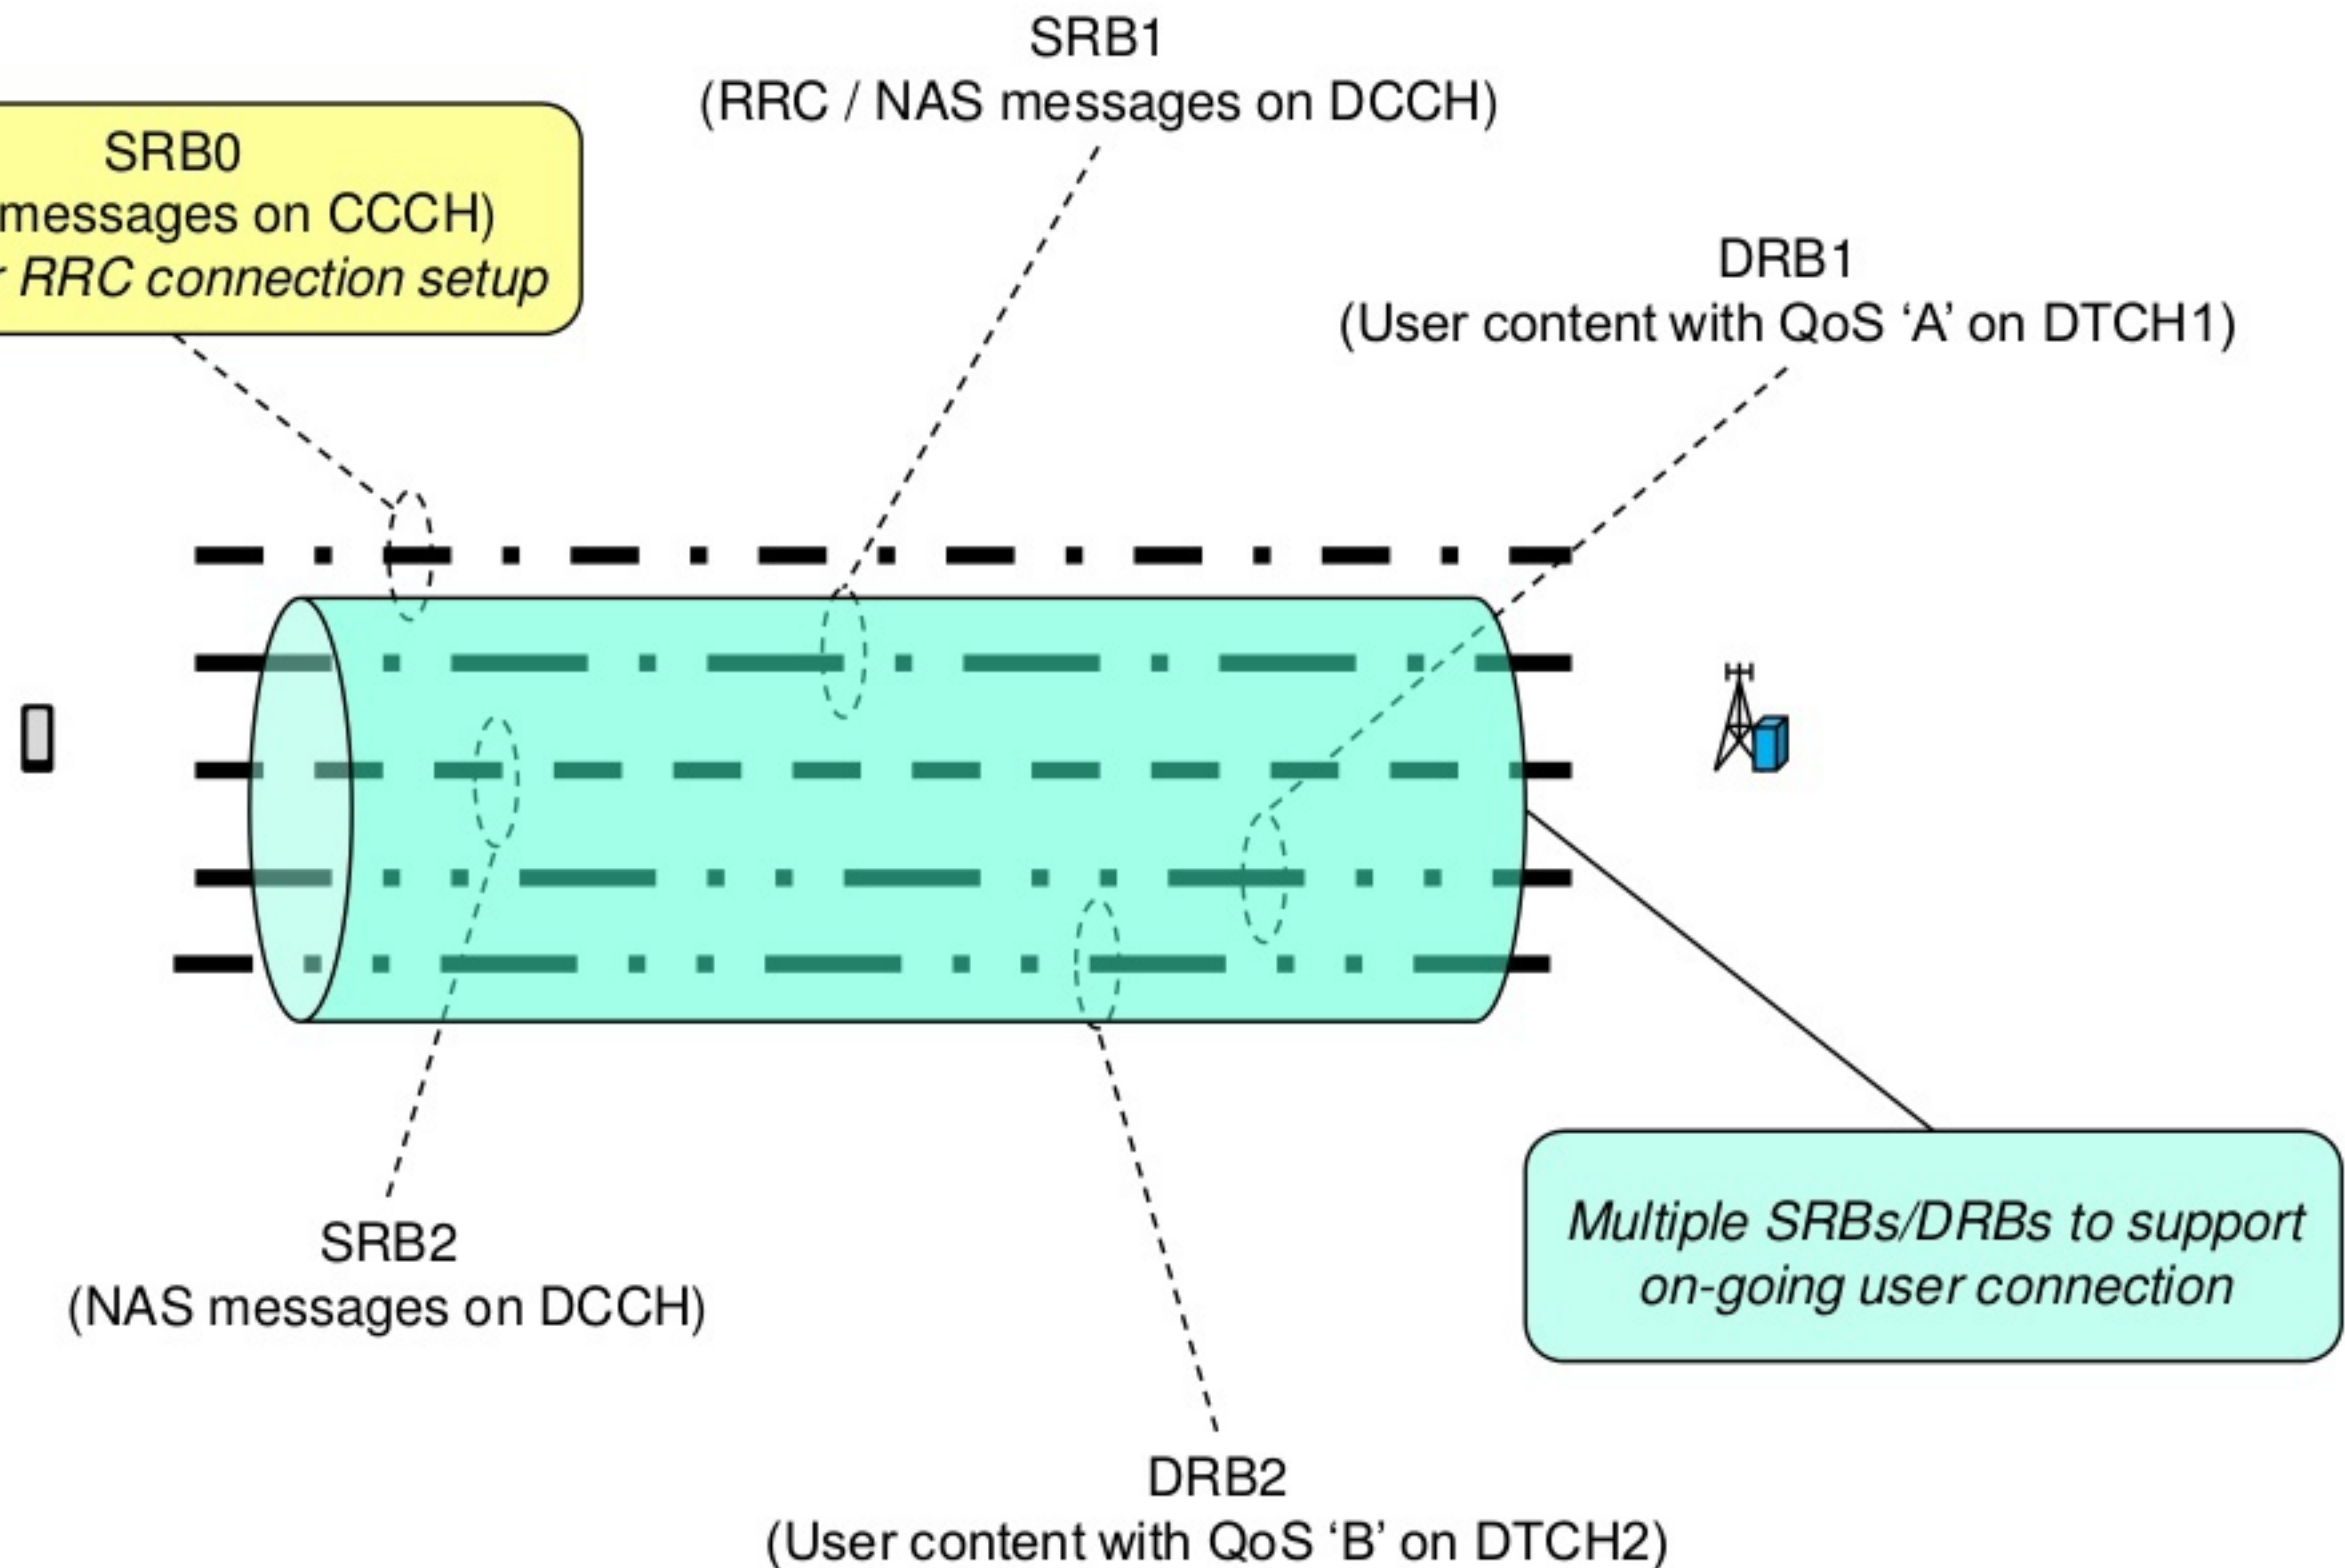 SRB1
(RRC / NAS messages on DCCH)
SRB0
messages on CCCH)
RRC connection setup
DRB1
(User content with QoS ‘A’ on DTCH1)
SRB2
(NAS messages on DCCH)
Multiple SRBs/DRBs to support
on-going user connection
DRB2
(User content with QoS ‘B’ on DTCH2)